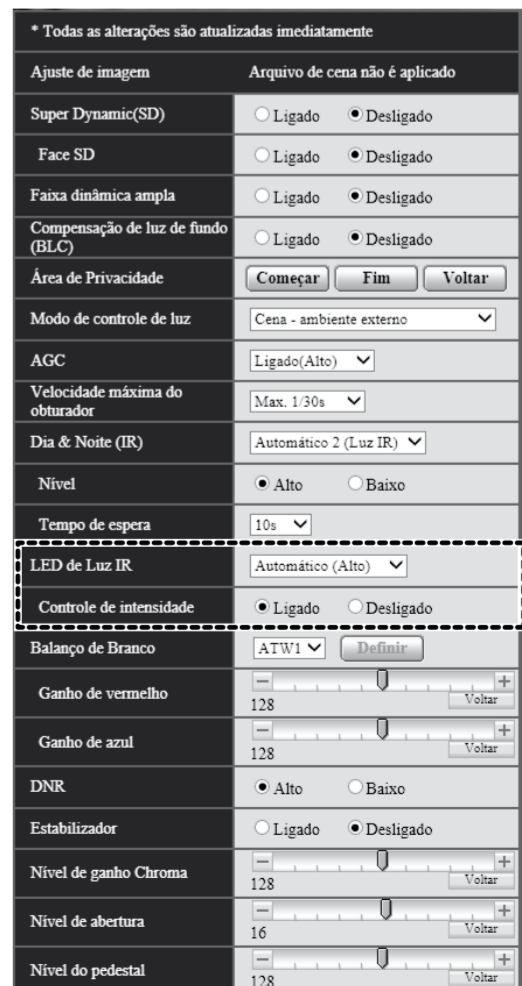 * Todas as alterações são atualizadas imediatamente
Ajuste de imagem Arquivo de cena não é aplicado
Super Dynamic(SD) Ligado Desligado
Face SD Ligado Desligado
Faixa dinâmica ampla Ligado Desligado
Compensação de luz de fundo
(BLC) Ligado Desligado
Área de Privacidade Começar Fim Voltar
Modo de controle de luz Cena - ambiente externo
AGC Ligado(Alto)
Velocidade máxima do
obturador Max. 1/30s
Dia & Noite (IR) Automático 2 (Luz IR)
Nível Alto Baixo
Tempo de espera 10s
LED de Luz IR Automático (Alto)
Controle de intensidade Ligado Desligado
Balanço de Branco ATW1 Definir
Ganho de vermelho 128 Voltar
Ganho de azul 128 Voltar
DNR Alto Baixo
Estabilizador Ligado Desligado
Nível de ganho Chroma 128 Voltar
Nível de abertura 16 Voltar
Nível do pedestal 128 Voltar